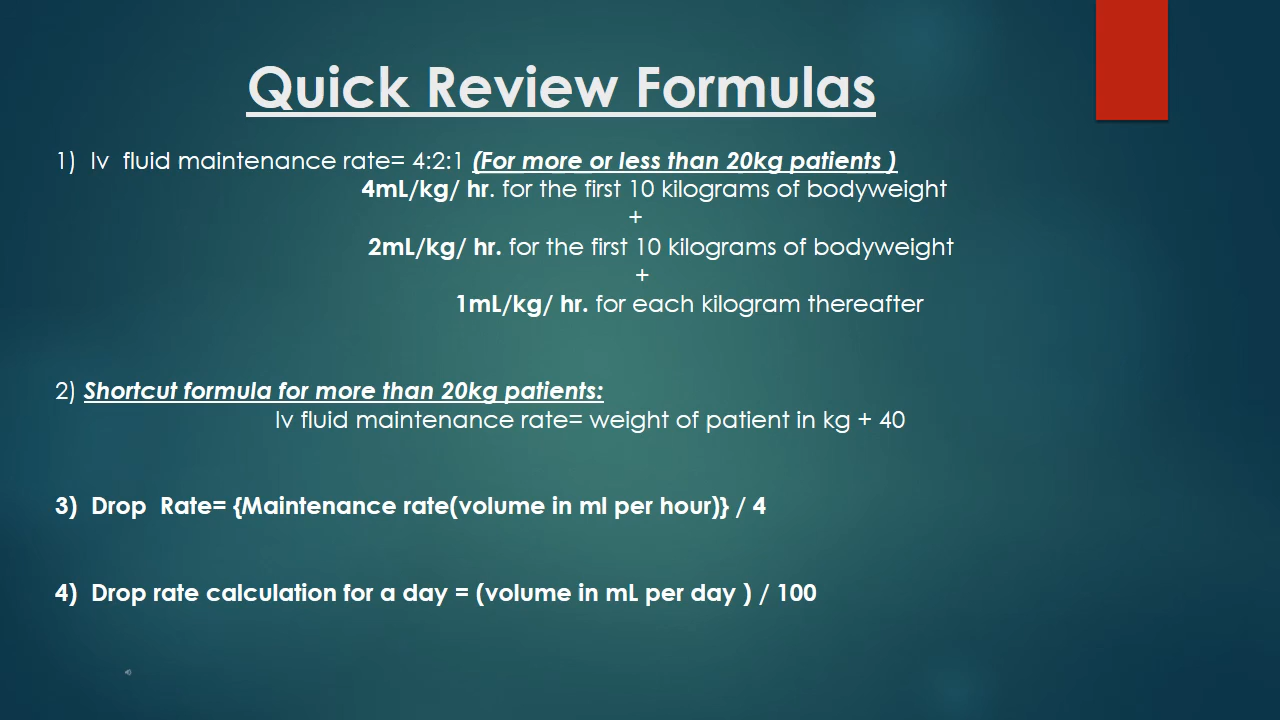 Quick Review Formulas
1) Iv fluid maintenance rate= 4:2:1 (For more or less than 20kg patients )
4mL/kg/ hr. for the first 10 kilograms of bodyweight
+
2mL/kg/ hr. for the first 10 kilograms of bodyweight
+
1mL/kg/ hr. for each kilogram thereafter
2) Shortcut formula for more than 20kg patients:
Iv fluid maintenance rate= weight of patient in kg + 40
3) Drop Rate= {Maintenance rate(volume in ml per hour)} / 4
4) Drop rate calculation for a day = (volume in mL per day ) / 100